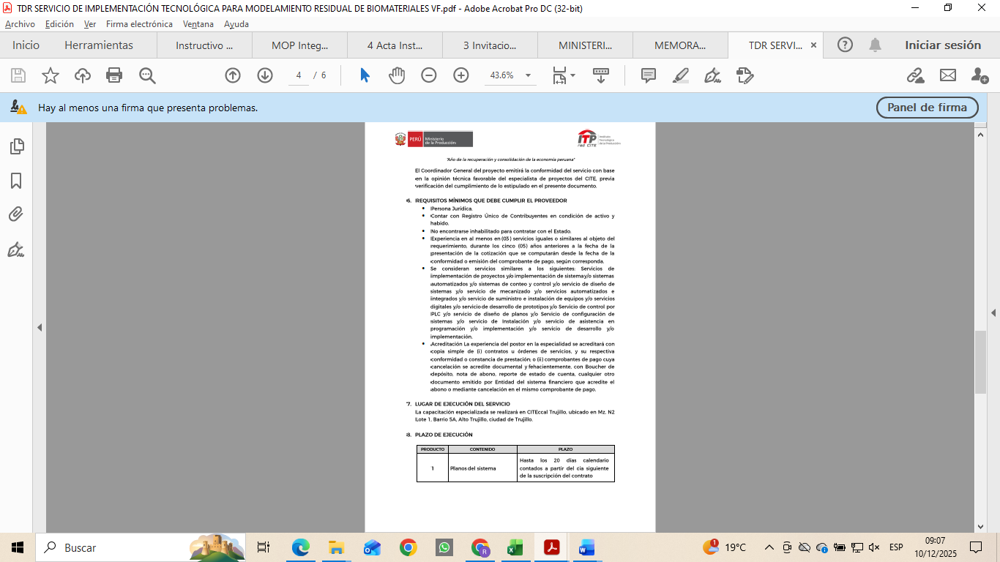 TDR SERVICIO DE IMPLEMENTACIÓN TECNOLÓGICA PARA MODELAMIENTO RESIDUAL DE BIOMATERIALES VF.pdf - Adobe Acrobat Pro DC (32-bit)
Archivo Edición Ver Firma electrónica Ventana Ayuda
Inicio Herramientas Instructivo ... MOP Integ... 4 Acta Inst... 3 Invitacio... MINISTERI... MEMORA... TDR SERVI... × Iniciar sesión
4 / 6 43.6%
Hay al menos una firma que presenta problemas. Panel de firma
PERÚ Ministerio de la Producción
ITP red CITE Instituto Tecnológico de la Producción
"Año de la recuperación y consolidación de la economía peruana"
El Coordinador General del proyecto emitirá la conformidad del servicio con base
en la opinión técnica favorable del especialista de proyectos del CITE, previa
verificación del cumplimiento de lo estipulado en el presente documento.
6. REQUISITOS MÍNIMOS QUE DEBE CUMPLIR EL PROVEEDOR
• Persona Jurídica.
• Contar con Registro Único de Contribuyentes en condición de activo y
habido.
• No encontrarse inhabilitado para contratar con el Estado.
• Experiencia en al menos en (03) servicios iguales o similares al objeto del
requerimiento, durante los cinco (05) años anteriores a la fecha de la
presentación de la cotización que se computarán desde la fecha de la
conformidad o emisión del comprobante de pago, según corresponda.
• Se consideran servicios similares a los siguientes: Servicios de
implementación de proyectos y/o implementación de sistema y/o sistemas
automatizados y/o sistemas de conteo y control y/o servicio de diseño de
sistemas y/o servicio de mecanizado y/o servicios automatizados e
integrados y/o servicio de suministro e instalación de equipos y/o servicios
digitales y/o servicio de desarrollo de prototipos y/o Servicio de control por
PLC y/o servicio de diseño de planos y/o Servicio de configuración de
sistemas y/o servicio de Instalación y/o servicio de asistencia en
programación y/o implementación y/o servicio de desarrollo y/o
implementación.
• Acreditación La experiencia del postor en la especialidad se acreditará con
copia simple de (i) contratos u órdenes de servicios, y su respectiva
conformidad o constancia de prestación; o (ii) comprobantes de pago cuya
cancelación se acredite documental y fehacientemente, con Boucher de
depósito, nota de abono, reporte de estado de cuenta, cualquier otro
documento emitido por Entidad del sistema financiero que acredite el
abono o mediante cancelación en el mismo comprobante de pago.
7. LUGAR DE EJECUCIÓN DEL SERVICIO
La capacitación especializada se realizará en CITEccal Trujillo, ubicado en Mz. N2
Lote 1, Barrio 5A, Alto Trujillo, ciudad de Trujillo.
8. PLAZO DE EJECUCIÓN
PRODUCTO CONTENIDO PLAZO
1 Planos del sistema Hasta los 20 días calendario
contados a partir del día siguiente
de la suscripción del contrato
Buscar
1 19°C ESP 09:07
10/12/2025